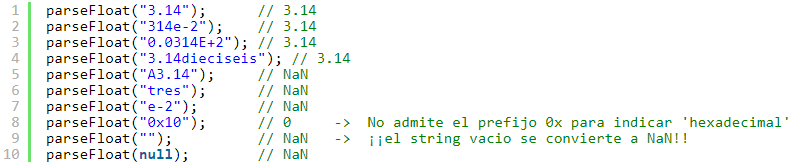 1 parseFloat("3.14"); // 3.14
2 parseFloat("314e-2"); // 3.14
3 parseFloat("0.0314E+2"); // 3.14
4 parseFloat("3.14dieciseis"); // 3.14
5 parseFloat("A3.14"); // NaN
6 parseFloat("tres"); // NaN
7 parseFloat("e-2"); // NaN
8 parseFloat("0x10"); // 0 -> No admite el prefijo 0x para indicar 'hexadecimal'
9 parseFloat(""); // NaN -> ¡¡el string vacio se convierte a NaN!!
10 parseFloat(null); // NaN